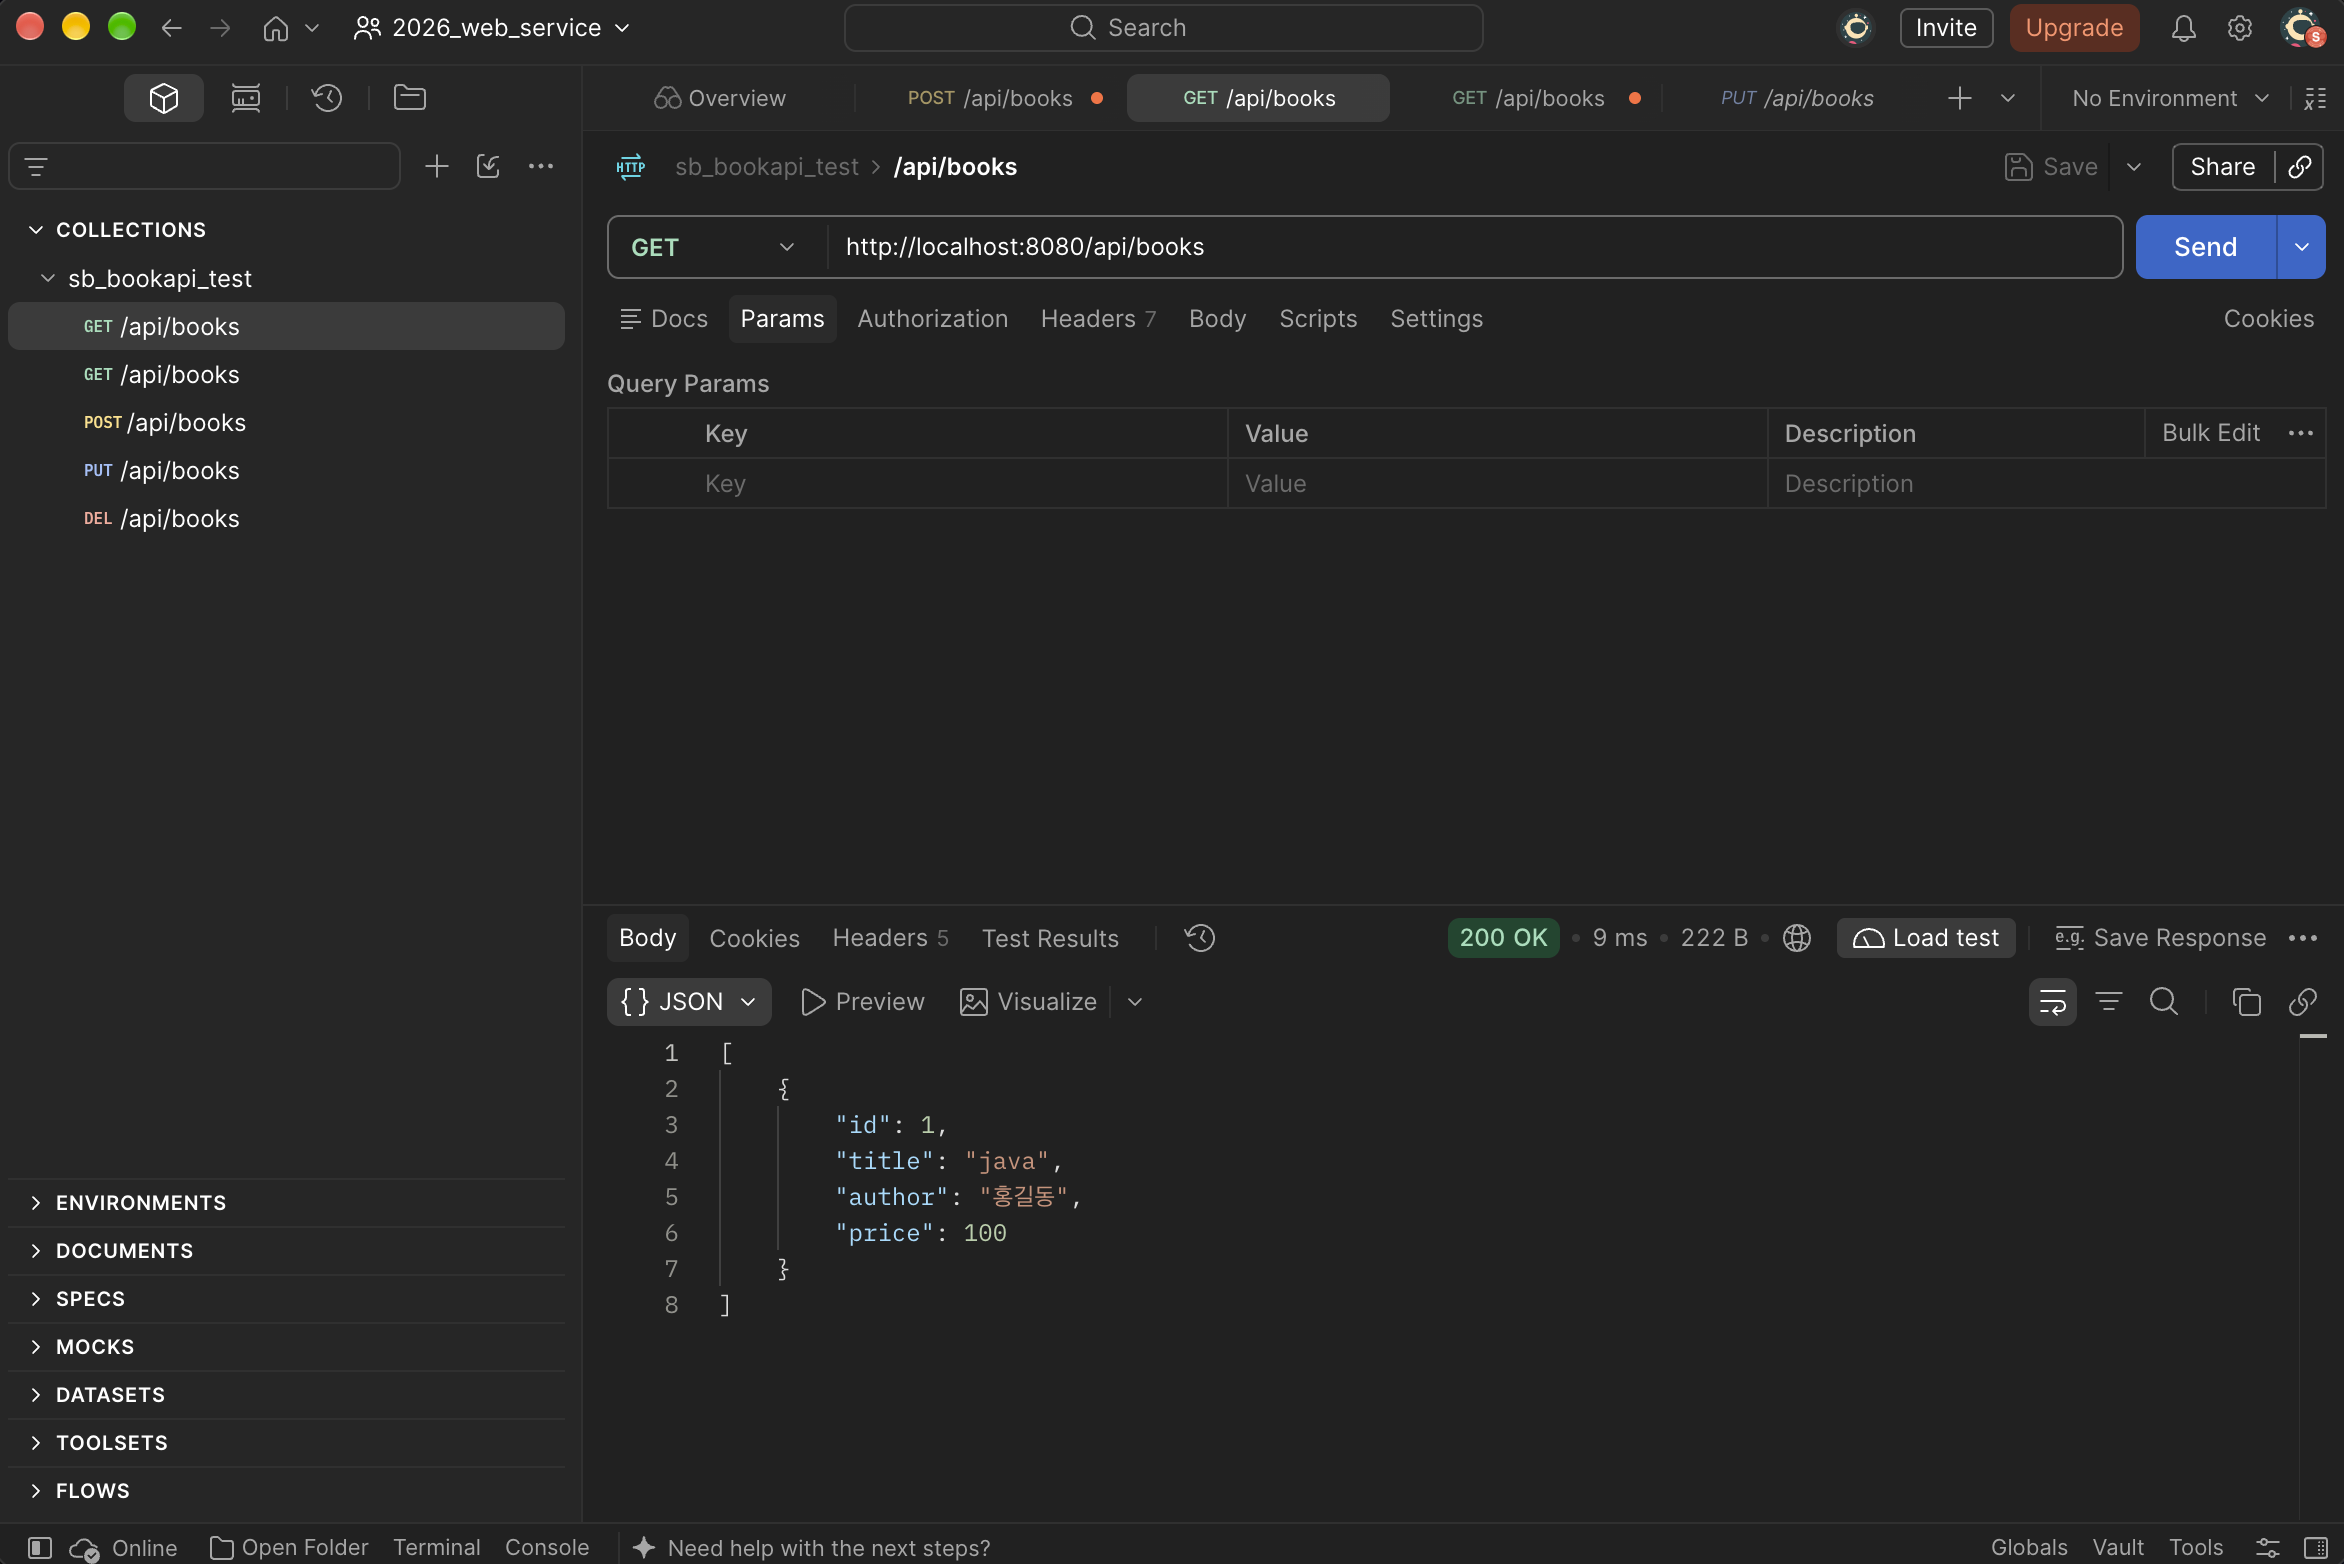 2026_web_service
Search
Invite
Upgrade
S
Overview
POST /api/books
GET /api/books
GET /api/books
PUT /api/books
No Environment
COLLECTIONS
sb_bookapi_test
GET /api/books
GET /api/books
POST /api/books
PUT /api/books
DEL /api/books
ENVIRONMENTS
DOCUMENTS
SPECS
MOCKS
DATASETS
TOOLSETS
FLOWS
HTTP sb_bookapi_test > /api/books
Save
Share
GET http://localhost:8080/api/books
Send
Docs Params Authorization Headers 7 Body Scripts Settings Cookies
Query Params
Key Value Description Bulk Edit
Key Value Description
Body Cookies Headers 5 Test Results
200 OK • 9 ms • 222 B
Load test
e.g. Save Response
{ } JSON Preview Visualize
1 [
2 {
3 "id": 1,
4 "title": "java",
5 "author": "홍길동",
6 "price": 100
7 }
8 ]
Online Open Folder Terminal Console Need help with the next steps? Globals Vault Tools